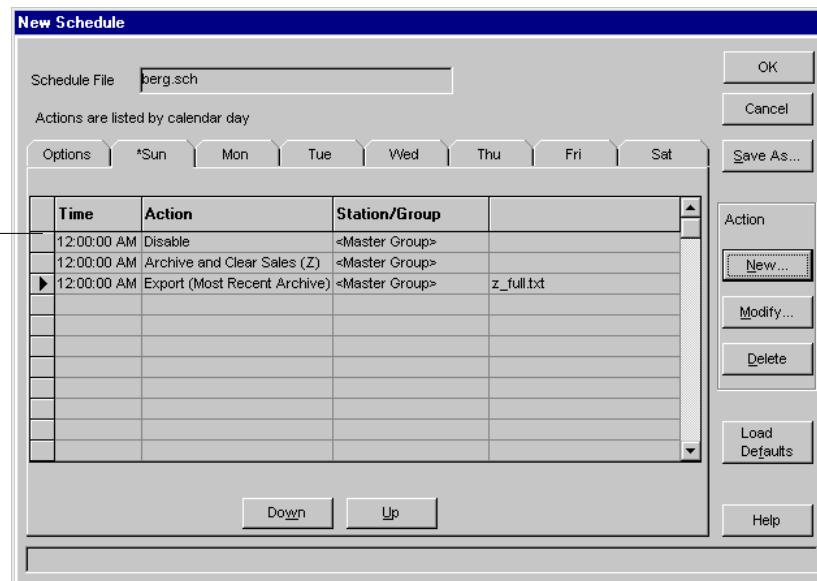 New Schedule
Schedule File berg.sch
Actions are listed by calendar day
Options *Sun Mon Tue Wed Thu Fri Sat
Time Action Station/Group
12:00:00 AM Disable <Master Group>
12:00:00 AM Archive and Clear Sales (Z) <Master Group>
12:00:00 AM Export (Most Recent Archive) <Master Group> z_full.txt
Down Up
OK
Cancel
Save As...
Action
New...
Modify...
Delete
Load
Defaults
Help